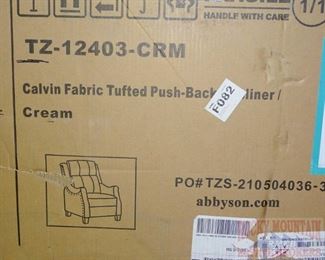 HANDLE WITH CARE
1/1
TZ-12403-CRM
Calvin Fabric Tufted Push-Back
liner /
F082
Cream
PO# TZS-210504036-3
abbyson.com